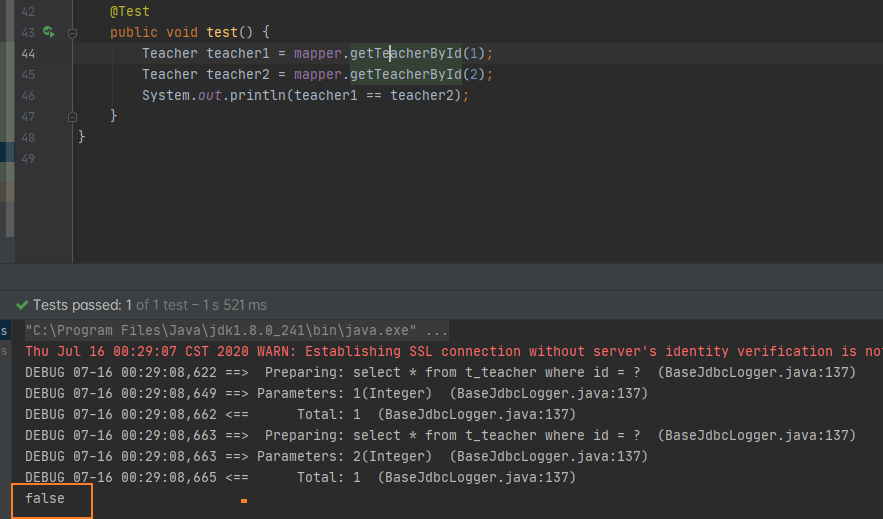 42 @Test
43 public void test() {
44 Teacher teacher1 = mapper.getTeacherById(1);
45 Teacher teacher2 = mapper.getTeacherById(2);
46 System.out.println(teacher1 == teacher2);
47 }
48 }
49
Tests passed: 1 of 1 test – 1 s 521 ms
s "C:\Program Files\Java\jdk1.8.0_241\bin\java.exe" ...
s Thu Jul 16 00:29:07 CST 2020 WARN: Establishing SSL connection without server's identity verification is no
DEBUG 07-16 00:29:08,622 ==>  Preparing: select * from t_teacher where id = ?  (BaseJdbcLogger.java:137)
DEBUG 07-16 00:29:08,649 ==> Parameters: 1(Integer)  (BaseJdbcLogger.java:137)
DEBUG 07-16 00:29:08,662 <==      Total: 1  (BaseJdbcLogger.java:137)
DEBUG 07-16 00:29:08,663 ==>  Preparing: select * from t_teacher where id = ?  (BaseJdbcLogger.java:137)
DEBUG 07-16 00:29:08,663 ==> Parameters: 2(Integer)  (BaseJdbcLogger.java:137)
DEBUG 07-16 00:29:08,665 <==      Total: 1  (BaseJdbcLogger.java:137)
false